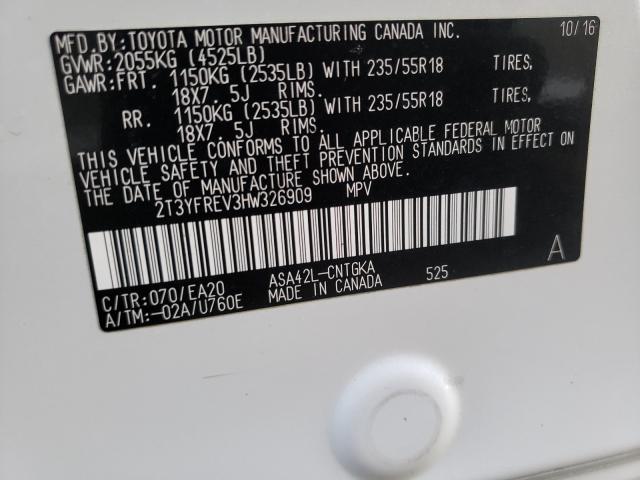 MFD.BY:TOYOTA MOTOR MANUFACTURING CANADA INC. 10/16
GVWR:2055KG (4525LB)
GAWR:FRT. 1150KG (2535LB) WITH 235/55R18 TIRES,
18X7.5J RIMS.
RR. 1150KG (2535LB) WITH 235/55R18 TIRES,
18X7.5J RIMS.
THIS VEHICLE CONFORMS TO ALL APPLICABLE FEDERAL MOTOR
VEHICLE SAFETY AND THEFT PREVENTION STANDARDS IN EFFECT ON
THE DATE OF MANUFACTURE SHOWN ABOVE.
2T3YFREV3HW326909 MPV
A
C/TR:070/EA20 ASA42L-CNTGKA 525
A/TM:-02A/U760E MADE IN CANADA